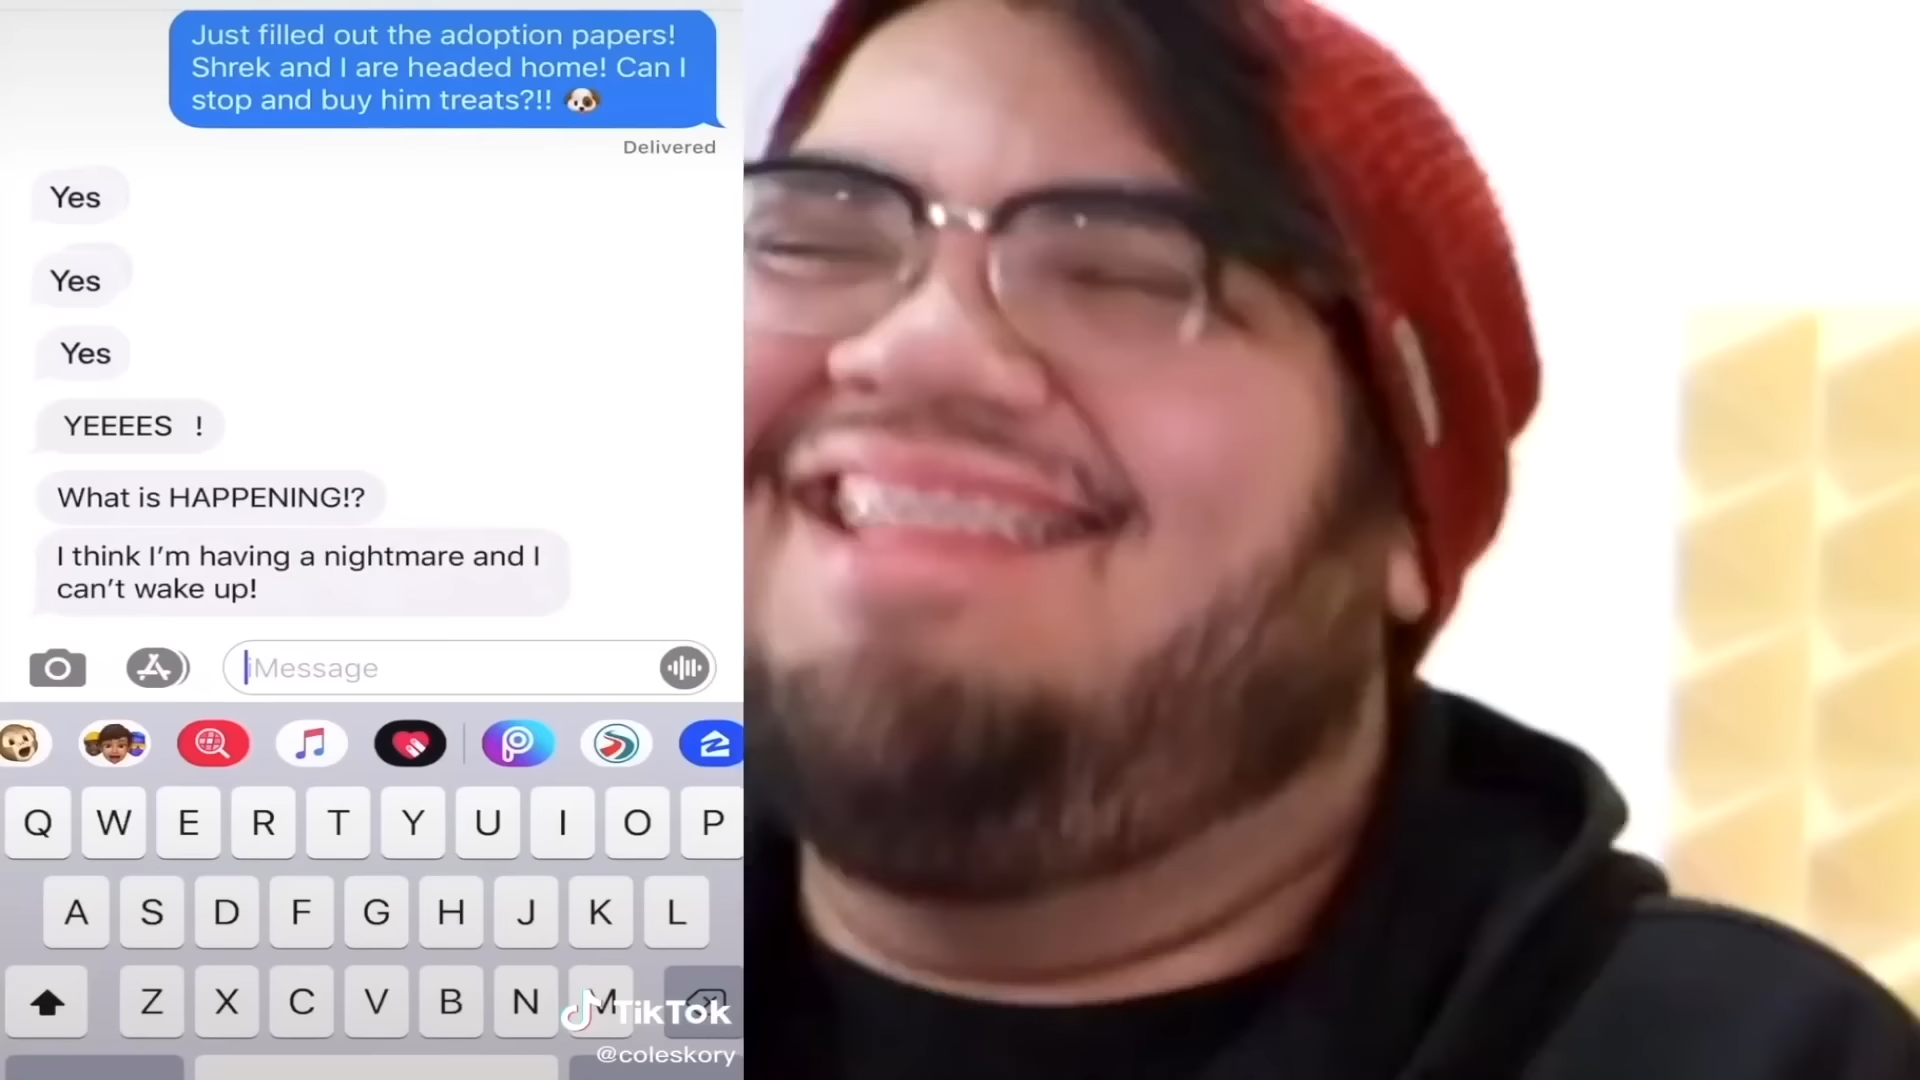 Just filled out the adoption papers!
Shrek and I are headed home! Can I
stop and buy him treats?!!
Delivered
Yes
Yes
Yes
YEEEES !
What is HAPPENING!?
I think I'm having a nightmare and I
can't wake up!
iMessage
Q W E R T Y U I O P
A S D F G H J K L
Z X C V B N M
TikTok
@coleskory